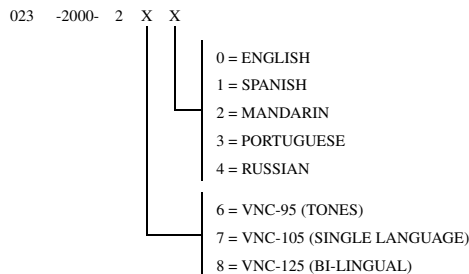 023 -2000- 2 X X
0 = ENGLISH
1 = SPANISH
2 = MANDARIN
3 = PORTUGUESE
4 = RUSSIAN
6 = VNC-95 (TONES)
7 = VNC-105 (SINGLE LANGUAGE)
8 = VNC-125 (BI-LINGUAL)